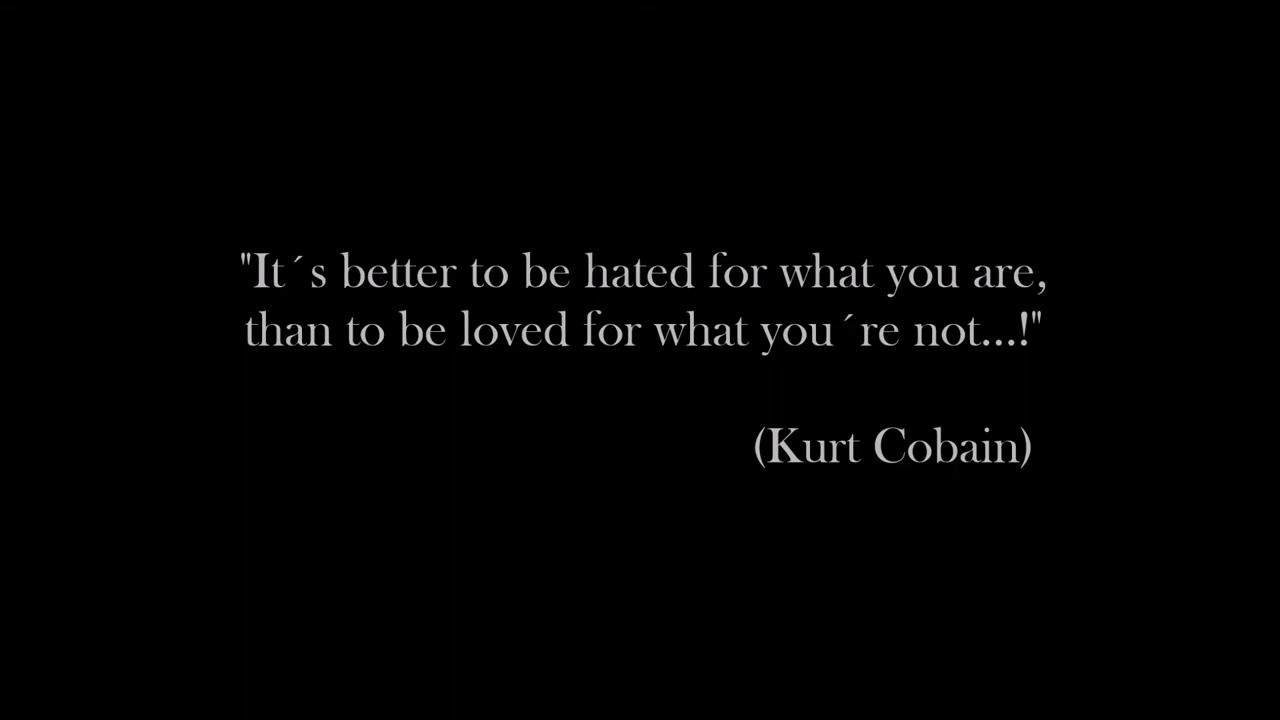 "It´s better to be hated for what you are,
than to be loved for what you´re not...!"
(Kurt Cobain)